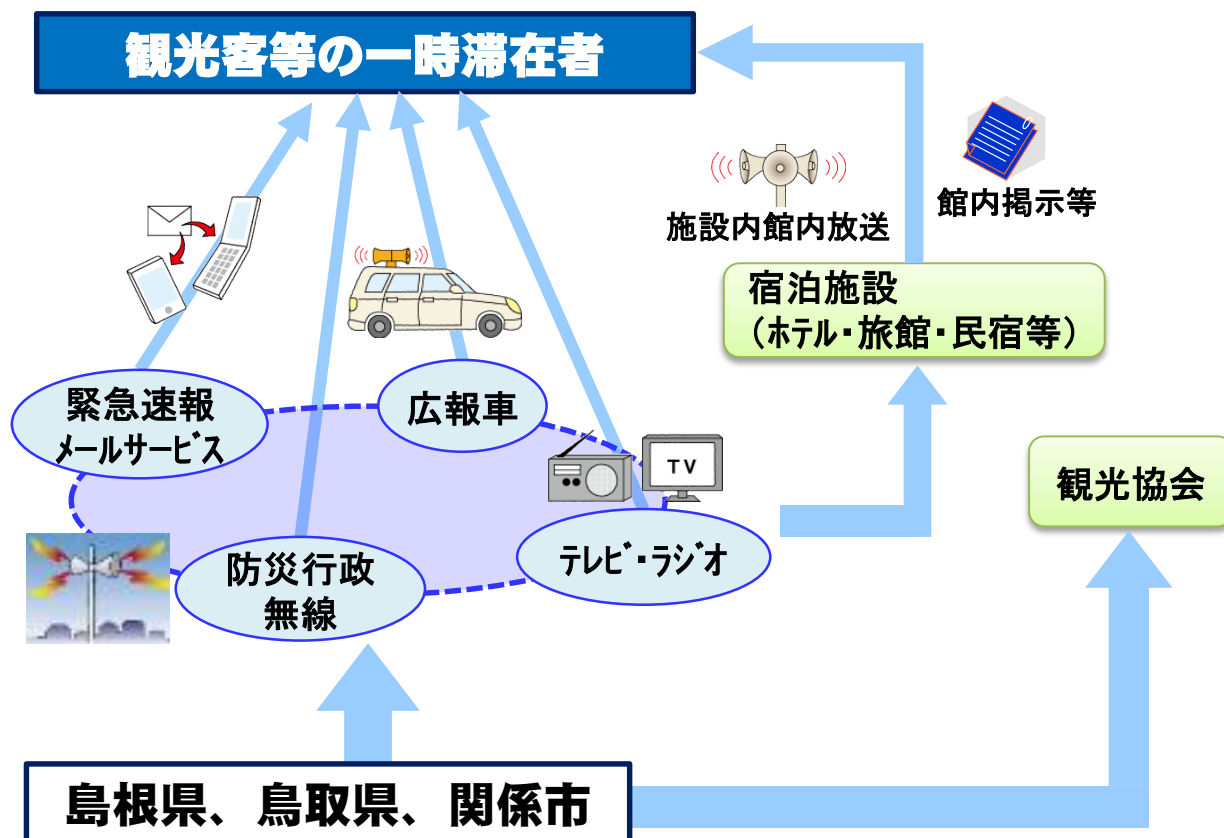 観光客等の一時滞在者
館内掲示等
施設内館内放送
宿泊施設
（ﾎﾃﾙ・旅館・民宿等）
緊急速報
ﾒｰﾙｻｰﾋﾞｽ
広報車
TV
観光協会
防災行政
無線
ﾃﾚﾋﾞ・ﾗｼﾞｵ
島根県、鳥取県、関係市